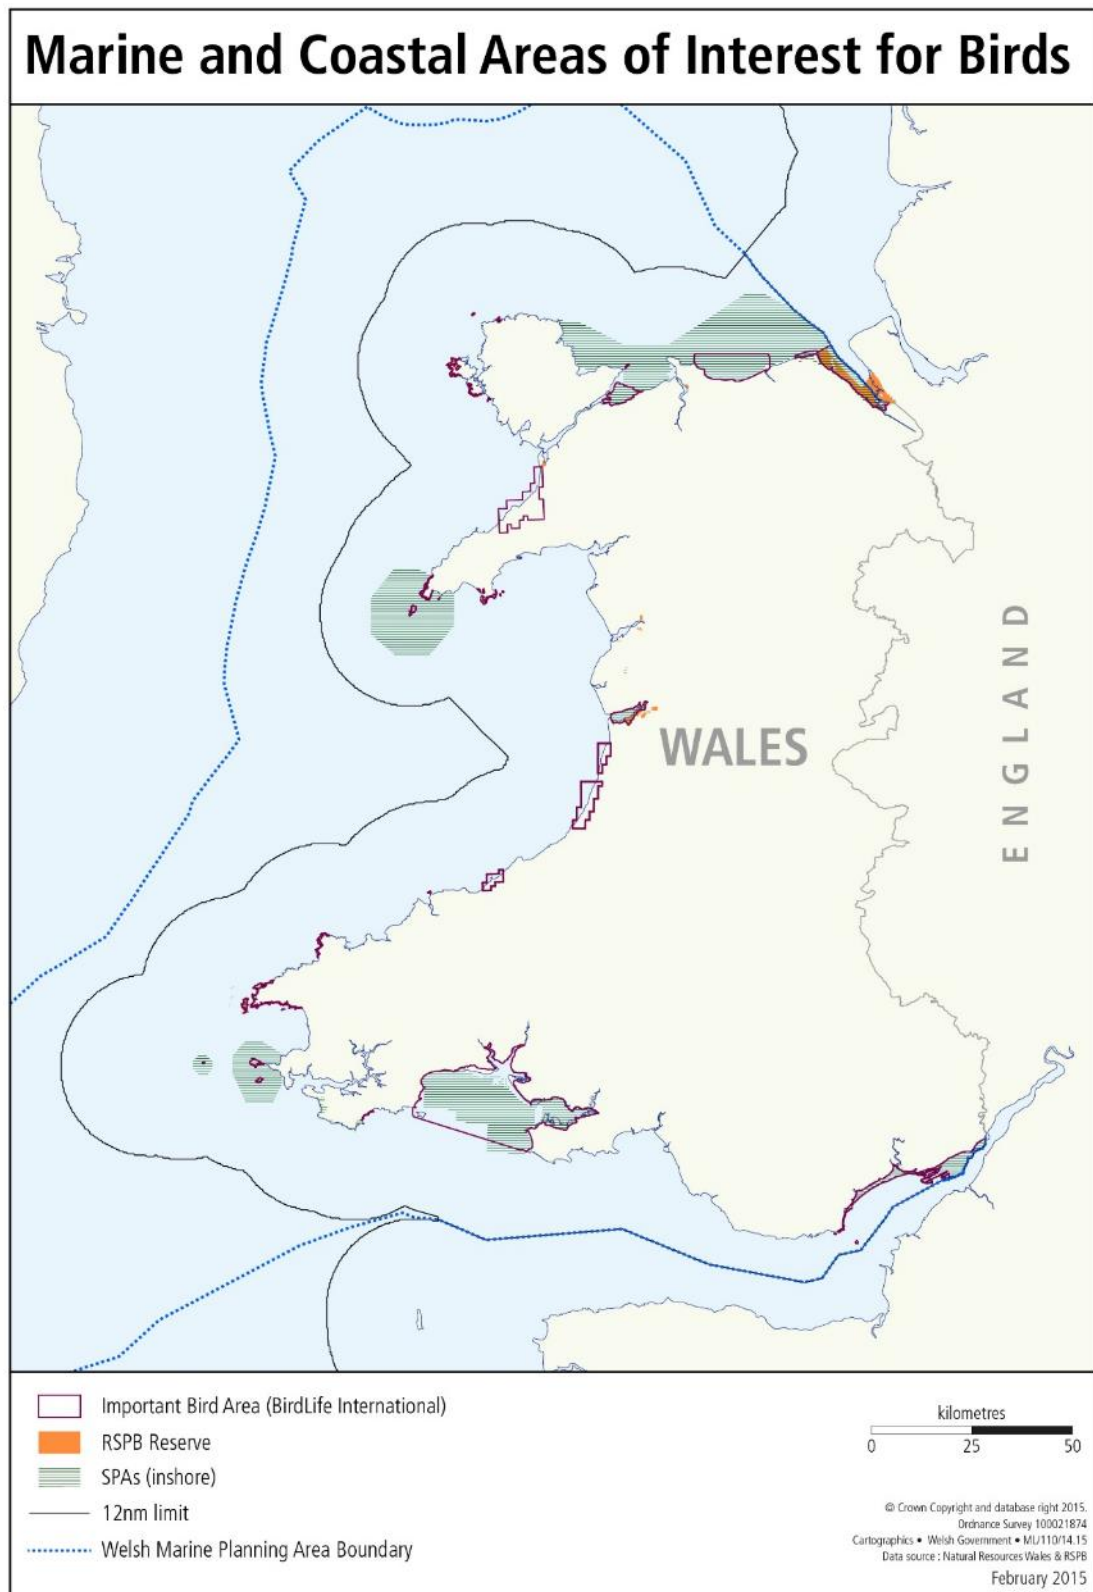 Marine and Coastal Areas of Interest for Birds
WALES
ENGLAND
Important Bird Area (BirdLife International)
RSPB Reserve
SPAs (inshore)
12nm limit
Welsh Marine Planning Area Boundary
kilometres
0 25 50
© Crown Copyright and database right 2015.
Ordnance Survey 100021874
Cartographics • Welsh Government • ML/110/14.15
Data source : Natural Resources Wales & RSPB
February 2015